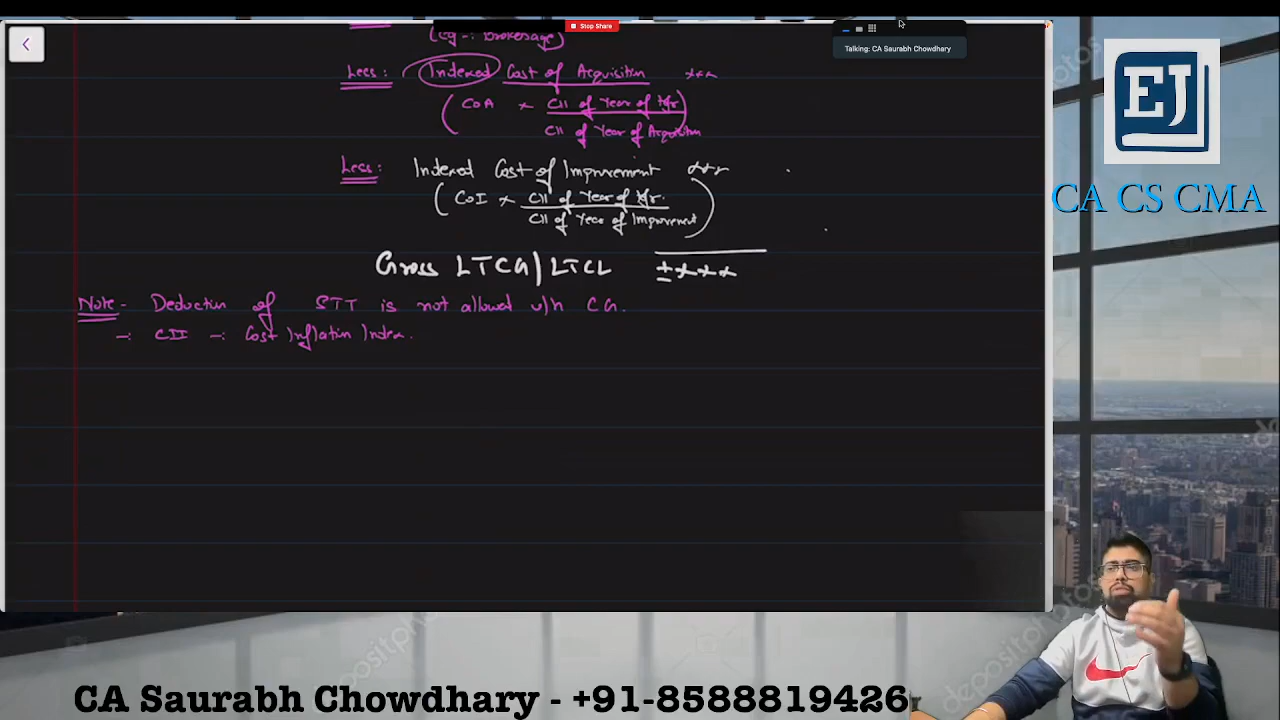 Stop Share
Talking: CA Saurabh Chowdhary
(eg -: Brokerage)
Less: Indexed Cost of Acquisition ***
(COA × CII of Year of tfr
CII of Year of Acquisition)
Less: Indexed Cost of Improvement ***
(COI × CII of Year of tfr.
CII of Year of Improvement)
Gross LTCG/LTCL ±****
Note - Deduction of STT is not allowed u/h CG.
-: CII -: Cost Inflation Index.
EJ
CA CS CMA
CA Saurabh Chowdhary - +91-8588819426